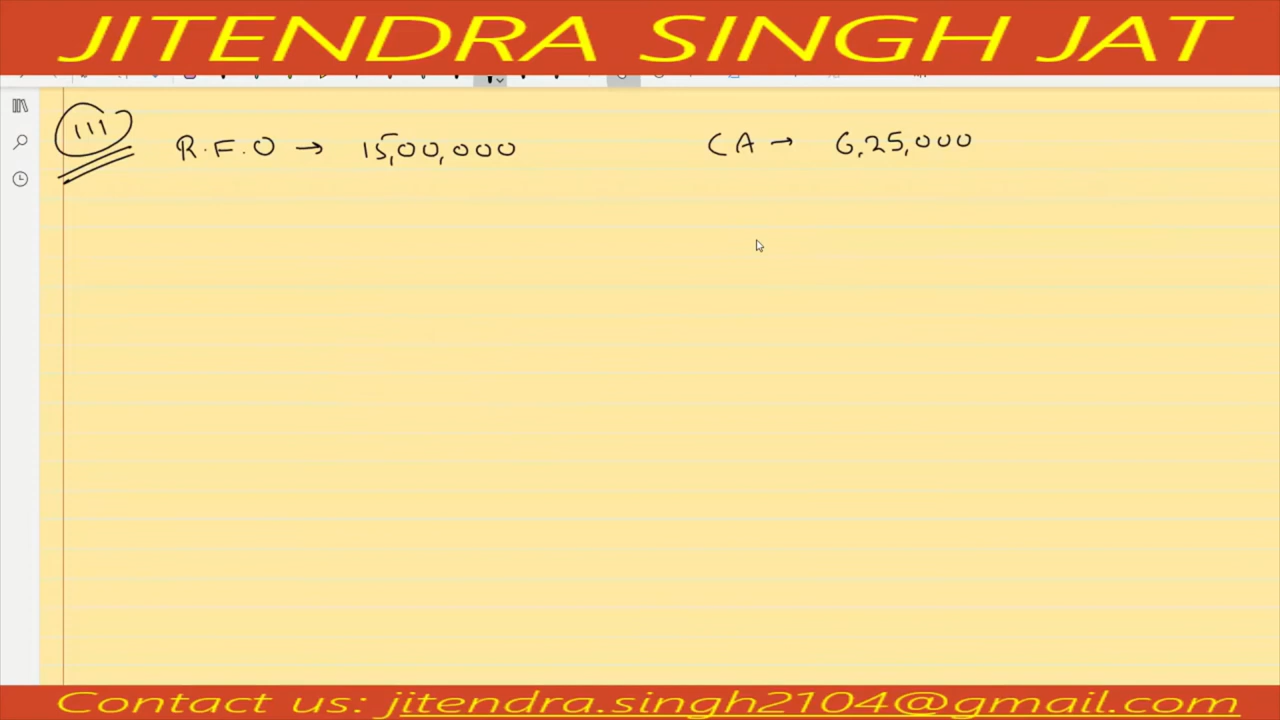 JITENDRA SINGH JAT
111 R.F.O → 15,00,000 CA → 6,25,000
Contact us: jitendra.singh2104@gmail.com